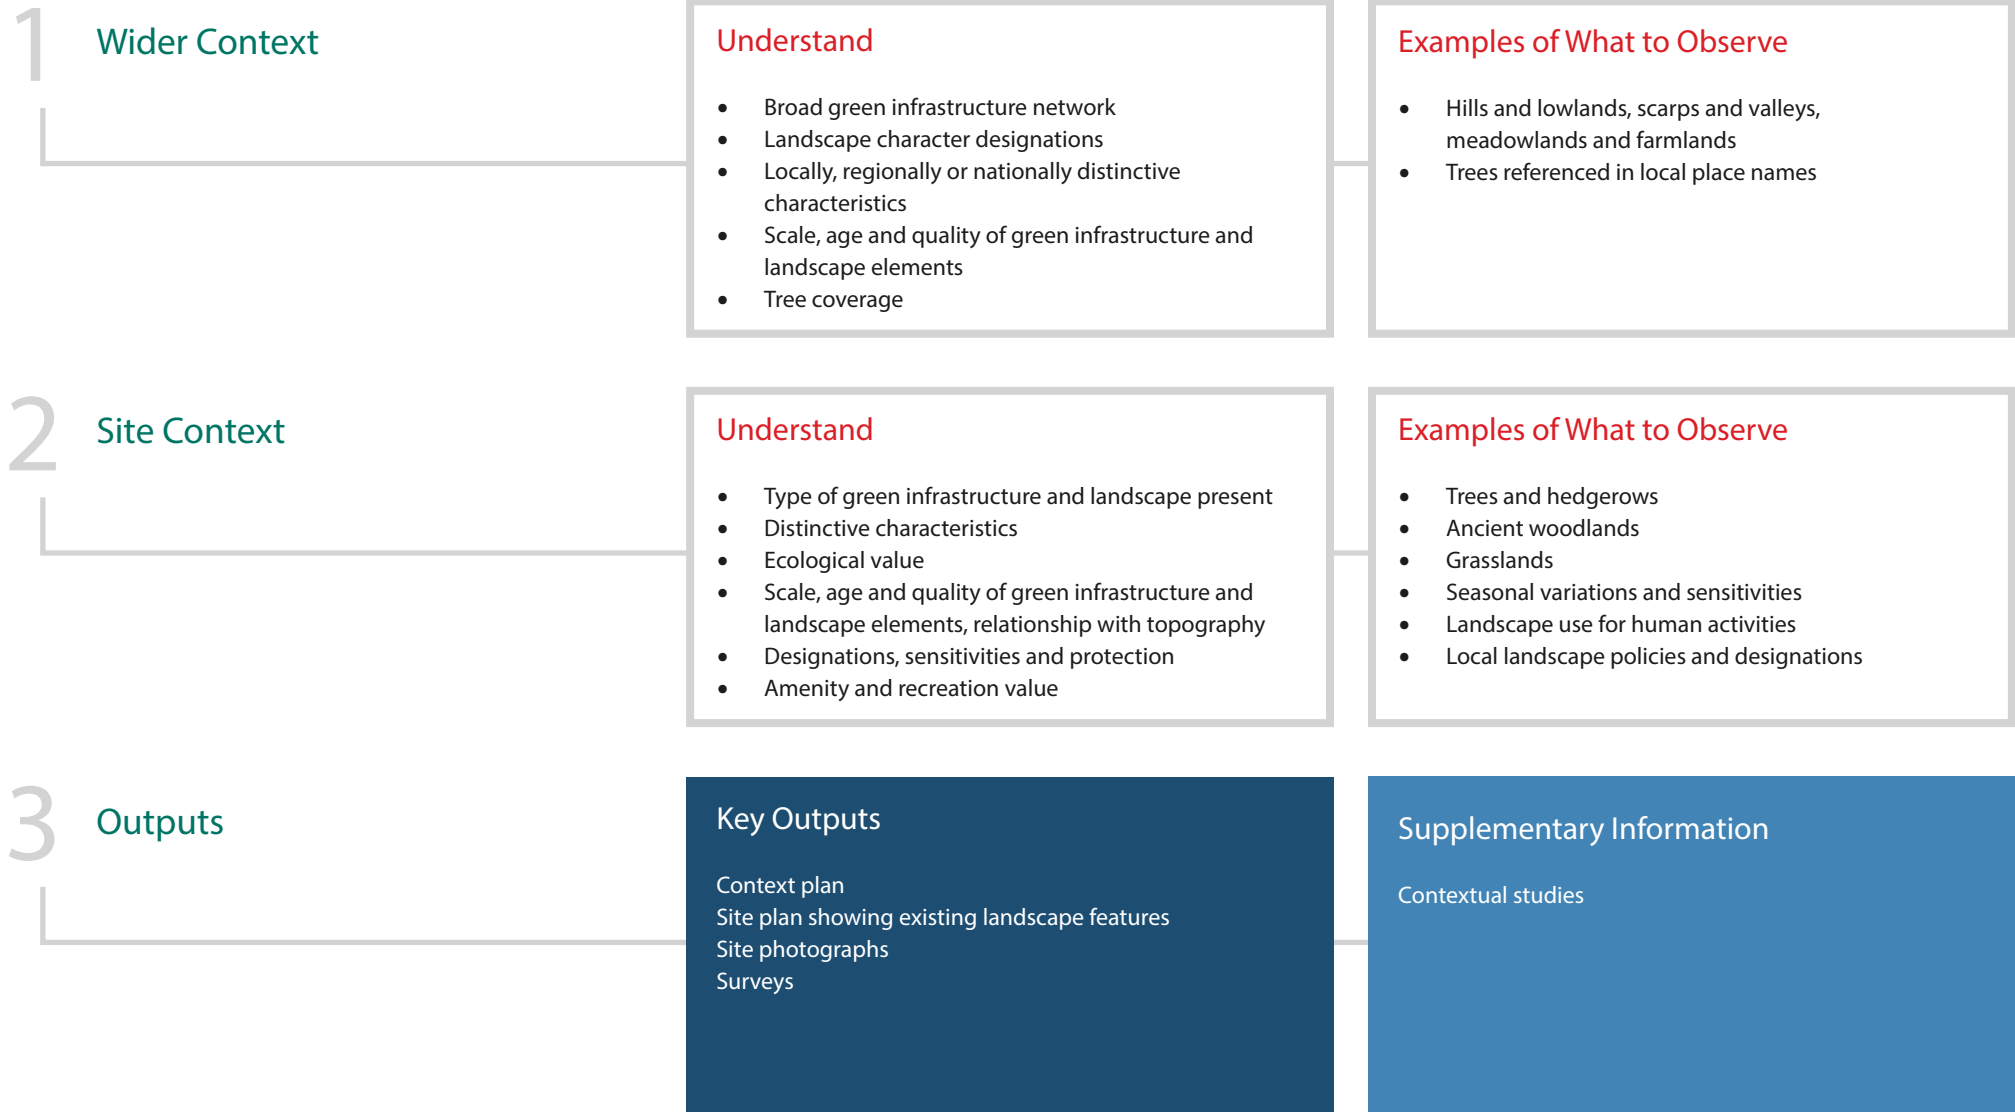 1
Wider Context
Understand
• Broad green infrastructure network
• Landscape character designations
• Locally, regionally or nationally distinctive
characteristics
• Scale, age and quality of green infrastructure and
landscape elements
• Tree coverage
Examples of What to Observe
• Hills and lowlands, scarps and valleys,
meadowlands and farmlands
• Trees referenced in local place names
2
Site Context
Understand
• Type of green infrastructure and landscape present
• Distinctive characteristics
• Ecological value
• Scale, age and quality of green infrastructure and
landscape elements, relationship with topography
• Designations, sensitivities and protection
• Amenity and recreation value
Examples of What to Observe
• Trees and hedgerows
• Ancient woodlands
• Grasslands
• Seasonal variations and sensitivities
• Landscape use for human activities
• Local landscape policies and designations
3
Outputs
Key Outputs
Context plan
Site plan showing existing landscape features
Site photographs
Surveys
Supplementary Information
Contextual studies